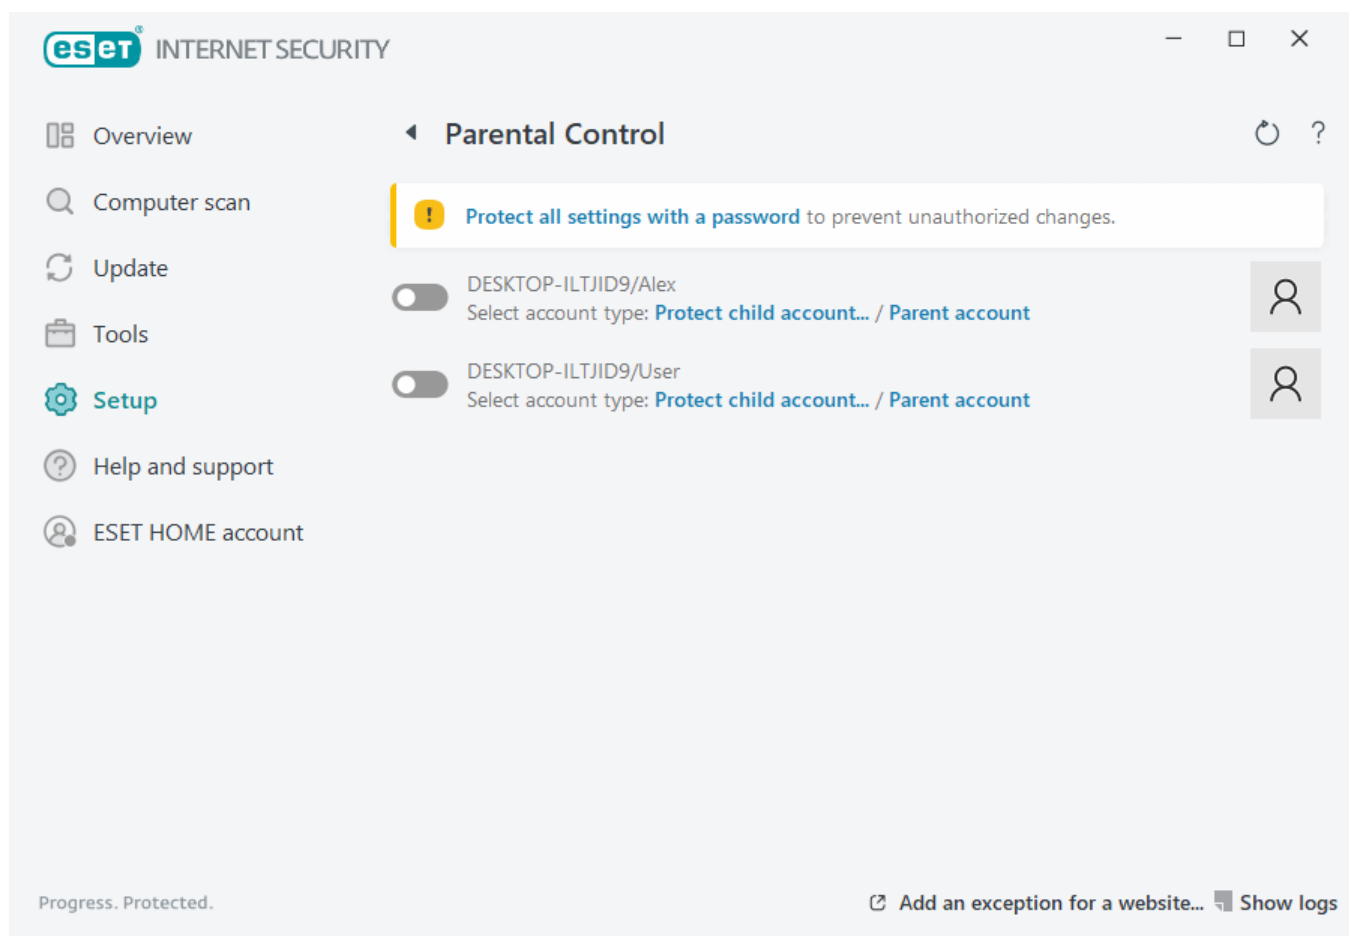 eset® INTERNET SECURITY
Overview
Computer scan
Update
Tools
Setup
Help and support
ESET HOME account
Parental Control
?
! Protect all settings with a password to prevent unauthorized changes.
DESKTOP-ILTJID9/Alex
Select account type: Protect child account... / Parent account
DESKTOP-ILTJID9/User
Select account type: Protect child account... / Parent account
Progress. Protected.
Add an exception for a website... Show logs